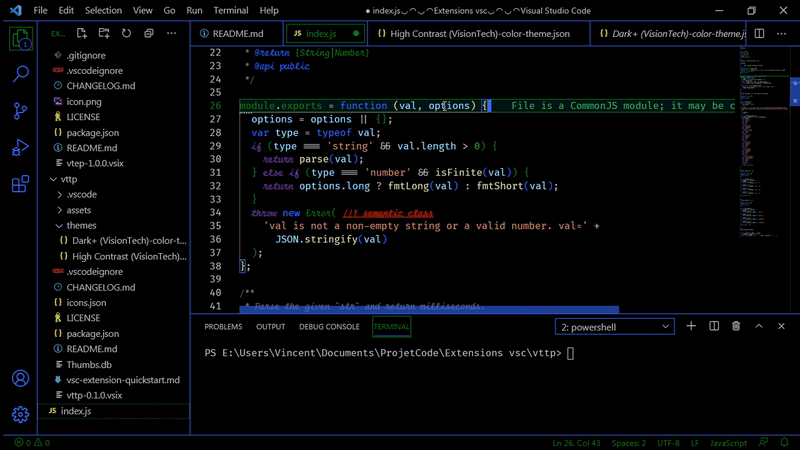 File Edit Selection View Go Run Terminal Help ● index.js◡◠◡Extensions vsc◡◠◡Visual Studio Code
EX...
.gitignore
.vscodeignore
CHANGELOG.md
icon.png
LICENSE
package.json
README.md
vtep-1.0.0.vsix
vttp
.vscode
assets
themes
Dark+ (VisionTech)-color-t...
High Contrast (VisionTech)...
.vscodeignore
CHANGELOG.md
icons.json
LICENSE
package.json
README.md
Thumbs.db
vsc-extension-quickstart.md
vttp-0.1.0.vsix
index.js
README.md index.js High Contrast (VisionTech)-color-theme.json Dark+ (VisionTech)-color-theme.js
22 * @return {String|Number}
23 * @api public
24 */
25
26 module.exports = function (val, options) { File is a CommonJS module; it may be c
27 options = options || {};
28 var type = typeof val;
29 if (type === 'string' && val.length > 0) {
30 return parse(val);
31 } else if (type === 'number' && isFinite(val)) {
32 return options.long ? fmtLong(val) : fmtShort(val);
33 }
34 throw new Error( //! semantic class
35 'val is not a non-empty string or a valid number. val=' +
36 JSON.stringify(val)
37 );
38 };
39
40 /**
41 * Parse the given `str` and return milliseconds.
PROBLEMS OUTPUT DEBUG CONSOLE TERMINAL 2: powershell
PS E:\Users\Vincent\Documents\ProjetCode\Extensions vsc\vttp>
0 0 Ln 26, Col 43 Spaces: 2 UTF-8 LF JavaScript